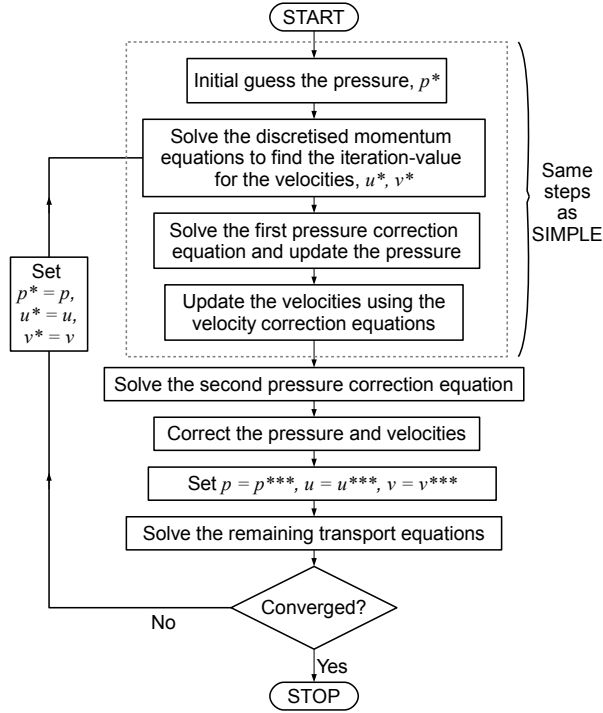 START
Initial guess the pressure, p*
Solve the discretised momentum
equations to find the iteration-value
for the velocities, u*, v*
Solve the first pressure correction
equation and update the pressure
Update the velocities using the
velocity correction equations
Same
steps
as
SIMPLE
Solve the second pressure correction equation
Correct the pressure and velocities
Set p = p***, u = u***, v = v***
Solve the remaining transport equations
Converged?
No
Set
p* = p,
u* = u,
v* = v
Yes
STOP